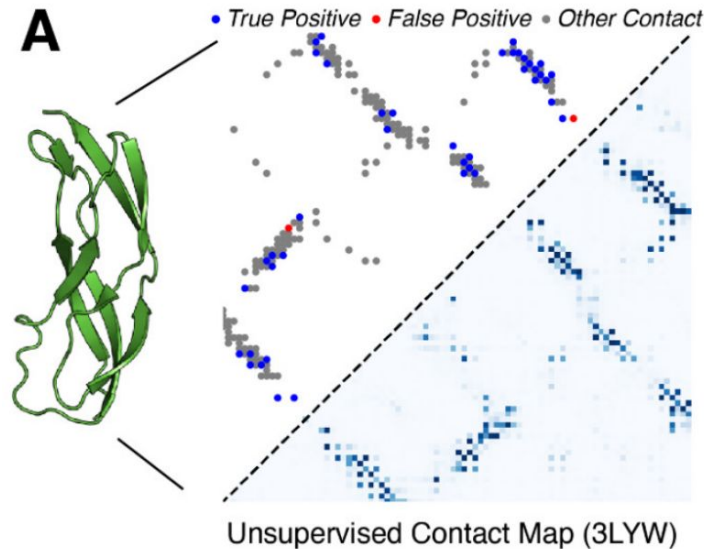 A
True Positive False Positive Other Contact
Unsupervised Contact Map (3LYW)